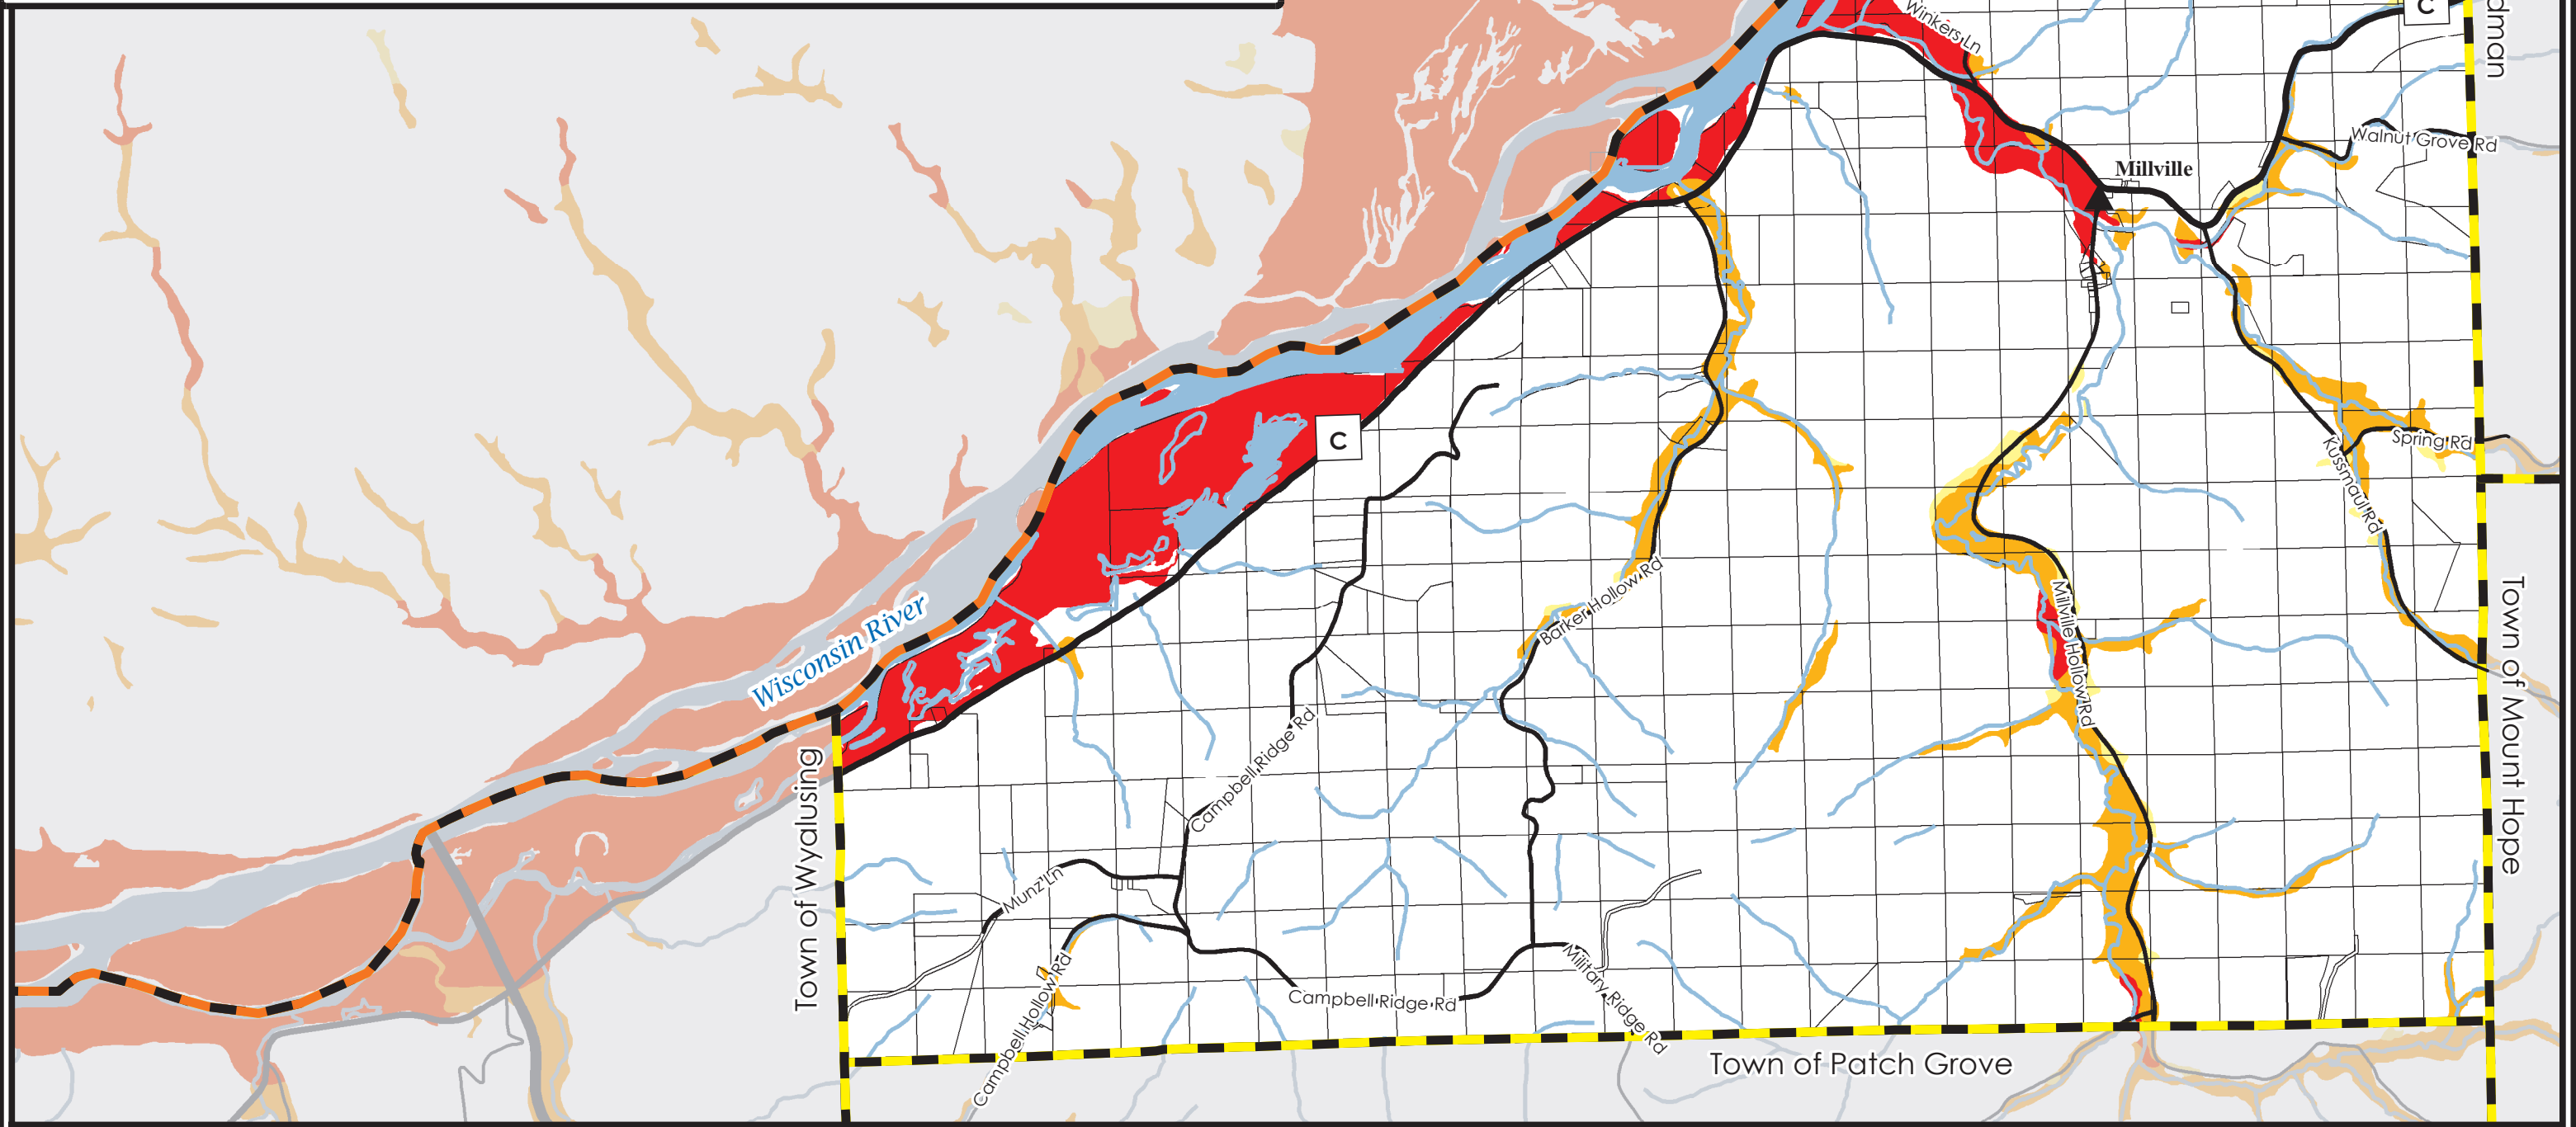 C
Winkers Ln
dman
Walnut Grove Rd
Millville
C
Spring Rd
Kussmaul Rd
Barker Hollow Rd
Millville Hollow Rd
Wisconsin River
Town of Mount Hope
Campbell Ridge Rd
Town of Wyalusing
Munz Ln
Campbell Hollow Rd
Campbell Ridge Rd
Military Ridge Rd
Town of Patch Grove